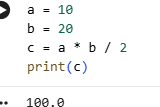 a = 10
b = 20
c = a * b / 2
print(c)
100.0